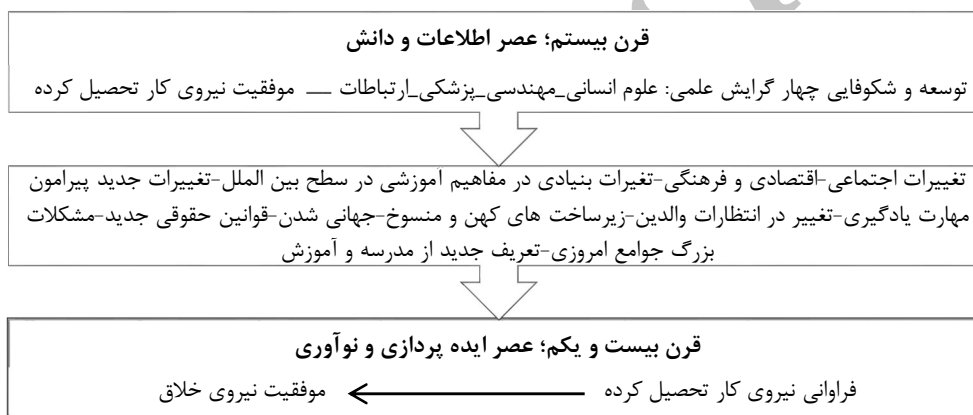 قرن بیستم؛ عصر اطلاعات و دانش
توسعه و شکوفایی چهار گرایش علمی: علوم انسانی_مهندسی_پزشکی_ارتباطات __ موفقیت نیروی کار تحصیل کرده
تغییرات اجتماعی-اقتصادی و فرهنگی-تغیرات بنیادی در مفاهیم آموزشی در سطح بین الملل-تغییرات جدید پیرامون
مهارت یادگیری-تغییر در انتظارات والدین-زیرساخت های کهن و منسوخ-جهانی شدن-قوانین حقوقی جدید-مشکلات
بزرگ جوامع امروزی-تعریف جدید از مدرسه و آموزش
قرن بیست و یکم؛ عصر ایده پردازی و نوآوری
فراوانی نیروی کار تحصیل کرده موفقیت نیروی خلاق